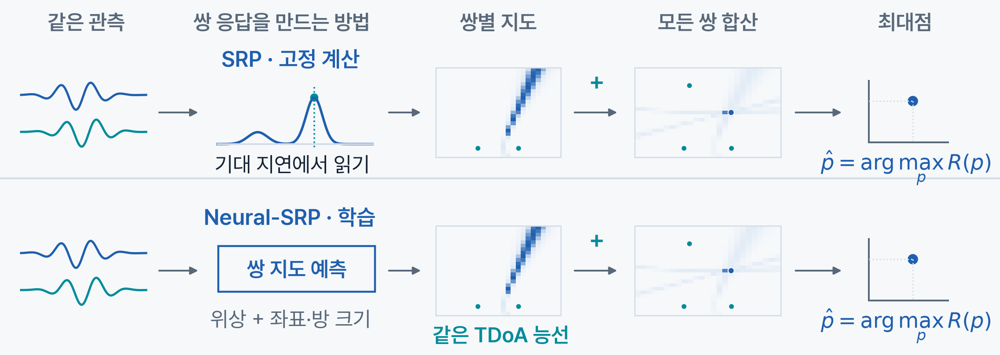 같은 관측
쌍 응답을 만드는 방법
쌍별 지도
모든 쌍 합산
최대점
SRP · 고정 계산
+
기대 지연에서 읽기
p̂ = arg max R(p)
p
Neural-SRP · 학습
쌍 지도 예측
+
위상 + 좌표·방 크기
같은 TDoA 능선
p̂ = arg max R(p)
p